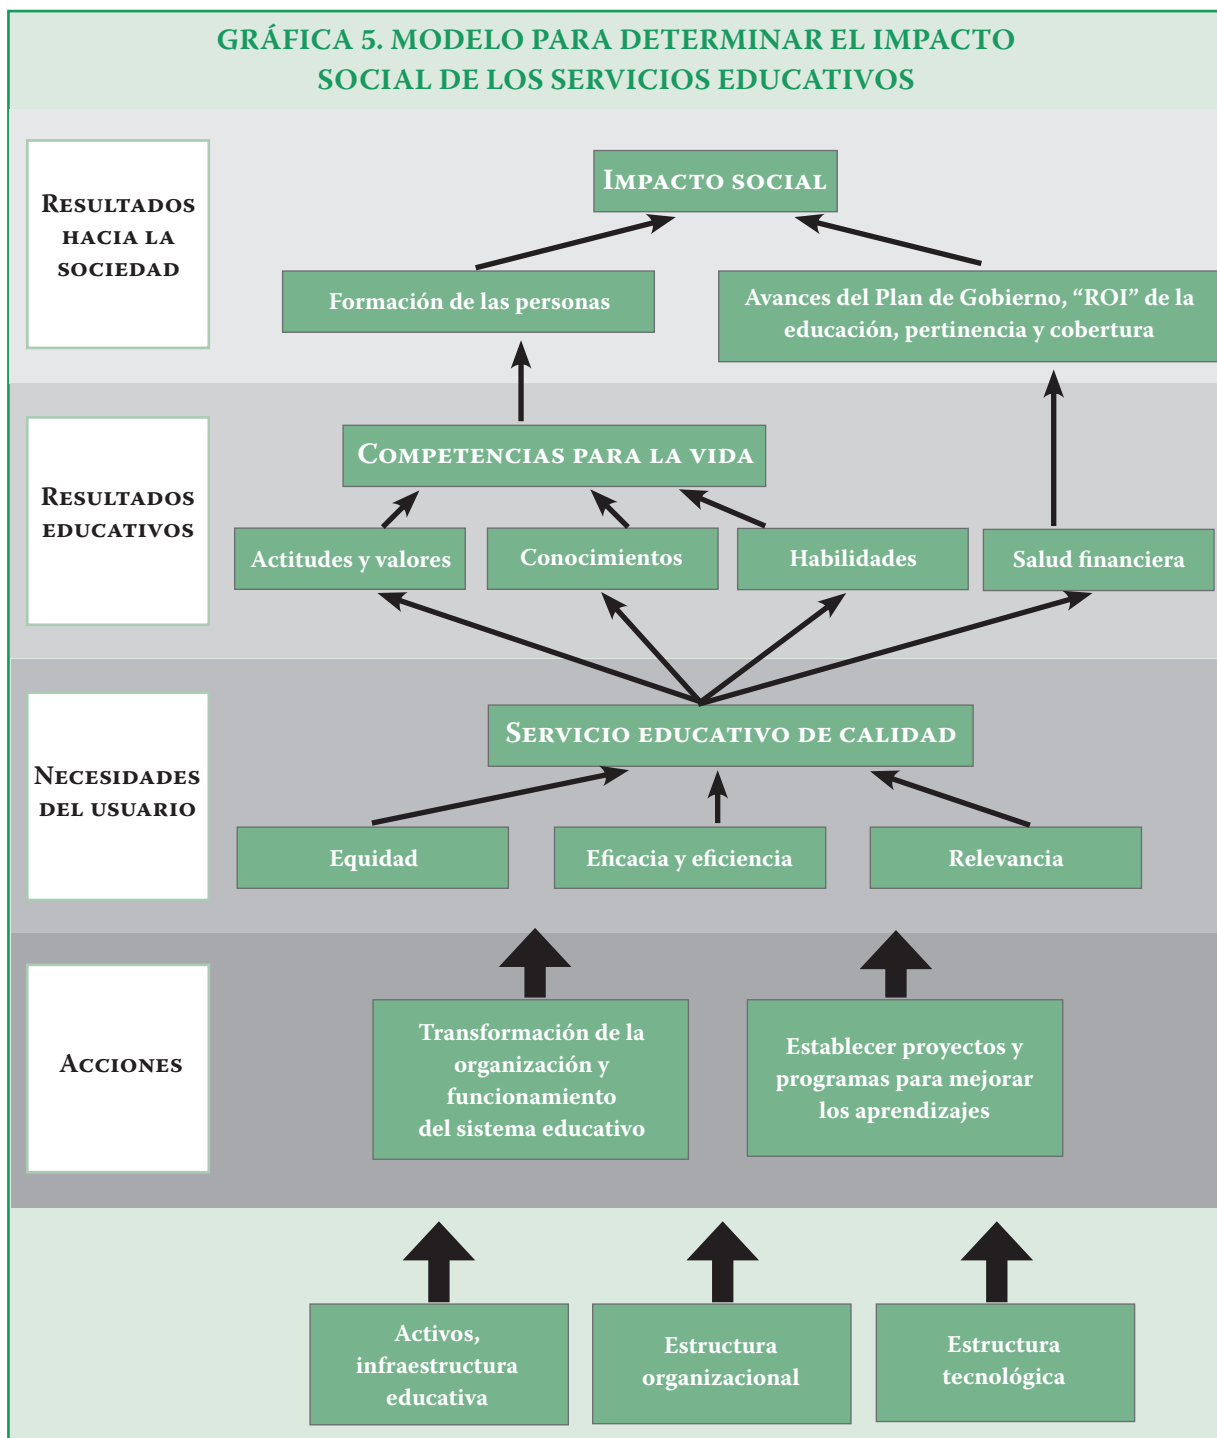 GRÁFICA 5. MODELO PARA DETERMINAR EL IMPACTO
SOCIAL DE LOS SERVICIOS EDUCATIVOS
RESULTADOS
HACIA LA
SOCIEDAD
IMPACTO SOCIAL
Formación de las personas
Avances del Plan de Gobierno, “ROI” de la
educación, pertinencia y cobertura
RESULTADOS
EDUCATIVOS
COMPETENCIAS PARA LA VIDA
Actitudes y valores
Conocimientos
Habilidades
Salud financiera
NECESIDADES
DEL USUARIO
SERVICIO EDUCATIVO DE CALIDAD
Equidad
Eficacia y eficiencia
Relevancia
ACCIONES
Transformación de la
organización y
funcionamiento
del sistema educativo
Establecer proyectos y
programas para mejorar
los aprendizajes
Activos,
infraestructura
educativa
Estructura
organizacional
Estructura
tecnológica